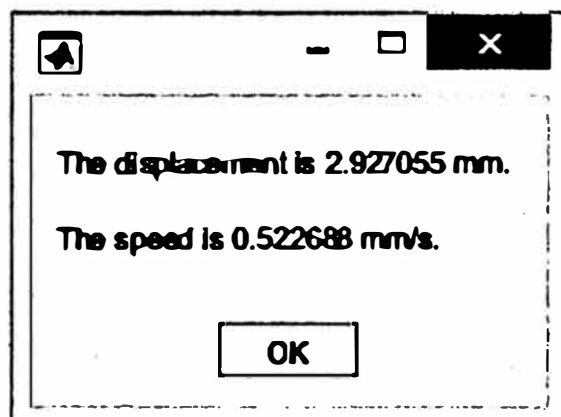 The displacement is 2.927055 mm.
The speed is 0.522688 mm/s.
OK